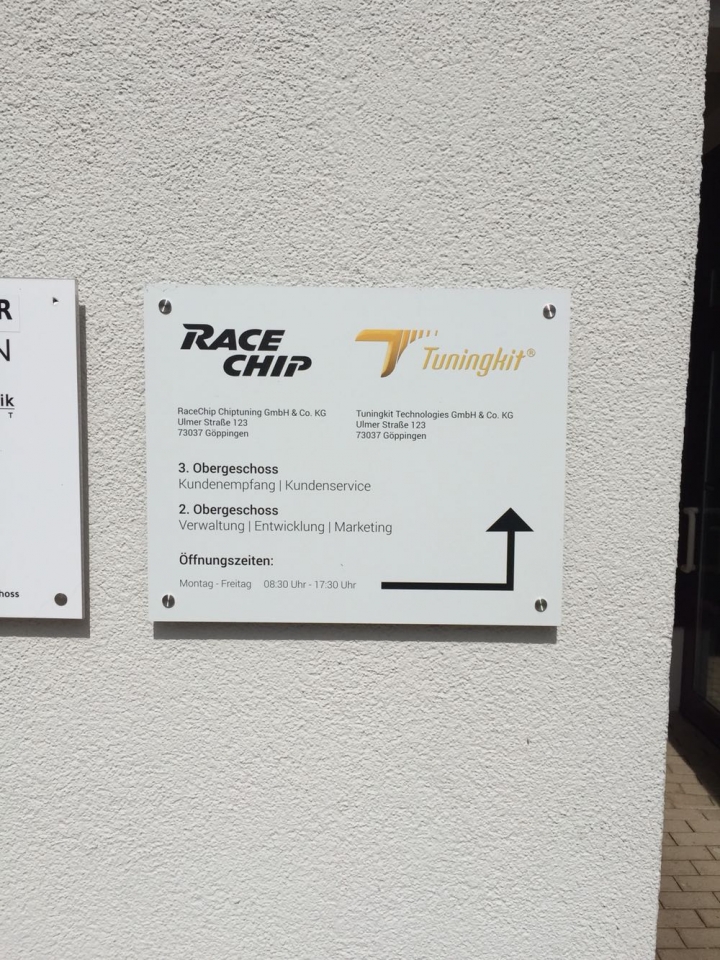 R
N
ik
T
hoss
RACE
CHIP
Tuningkit®
RaceChip Chiptuning GmbH & Co. KG
Ulmer Straße 123
73037 Göppingen
Tuningkit Technologies GmbH & Co. KG
Ulmer Straße 123
73037 Göppingen
3. Obergeschoss
Kundenempfang | Kundenservice
2. Obergeschoss
Verwaltung | Entwicklung | Marketing
Öffnungszeiten:
Montag - Freitag 08:30 Uhr - 17:30 Uhr